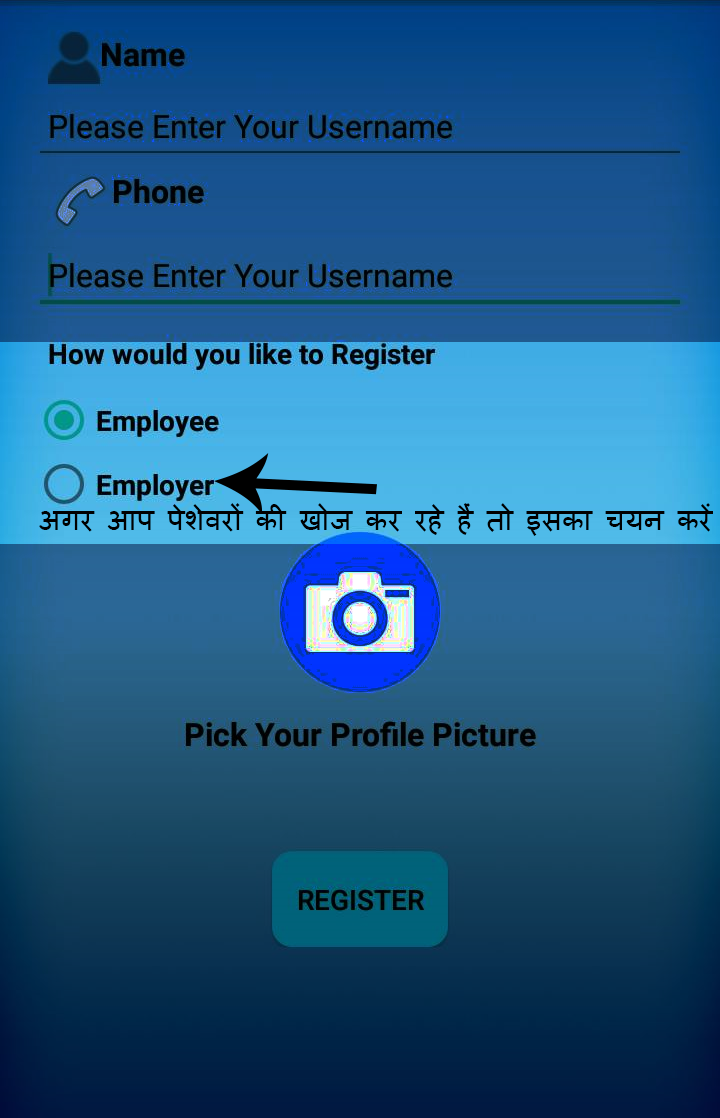 Name
Please Enter Your Username
Phone
Please Enter Your Username
How would you like to Register
Employee
Employer
अगर आप पेशेवरों की खोज कर रहे हैं तो इसका चयन करें
Pick Your Profile Picture
REGISTER